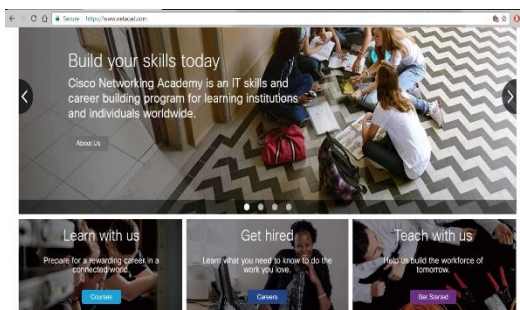 Secure https://www.netacad.com
Build your skills today
Cisco Networking Academy is an IT skills and
career building program for learning institutions
and individuals worldwide.
About Us
Learn with us
Prepare for a rewarding career in a
connected world.
Courses
Get hired
Learn what you need to know to do the
work you love.
Careers
Teach with us
Help us build the workforce of
tomorrow.
Get Started